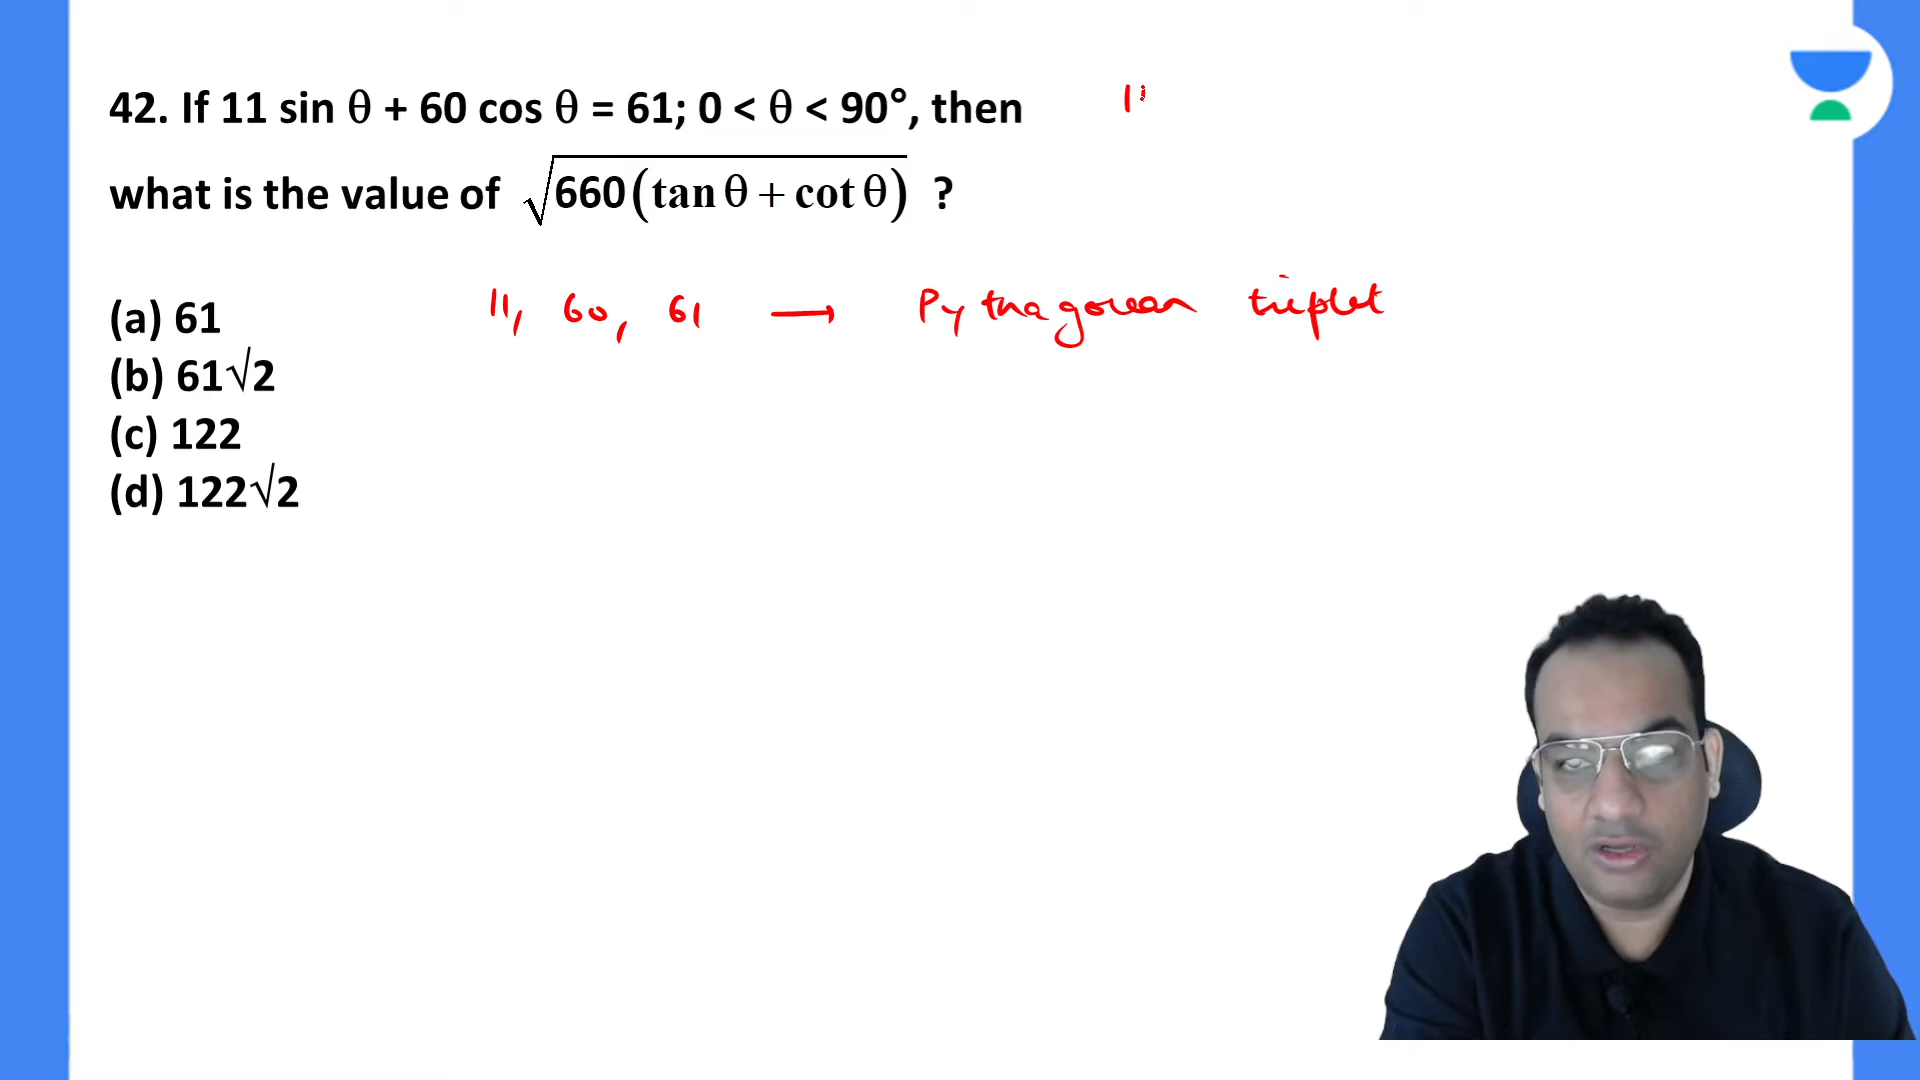 42. If 11 sin θ + 60 cos θ = 61; 0 < θ < 90°, then
11
what is the value of √660(tan θ + cot θ) ?
(a) 61
11, 60, 61 → Pythagorean triplet
(b) 61√2
(c) 122
(d) 122√2